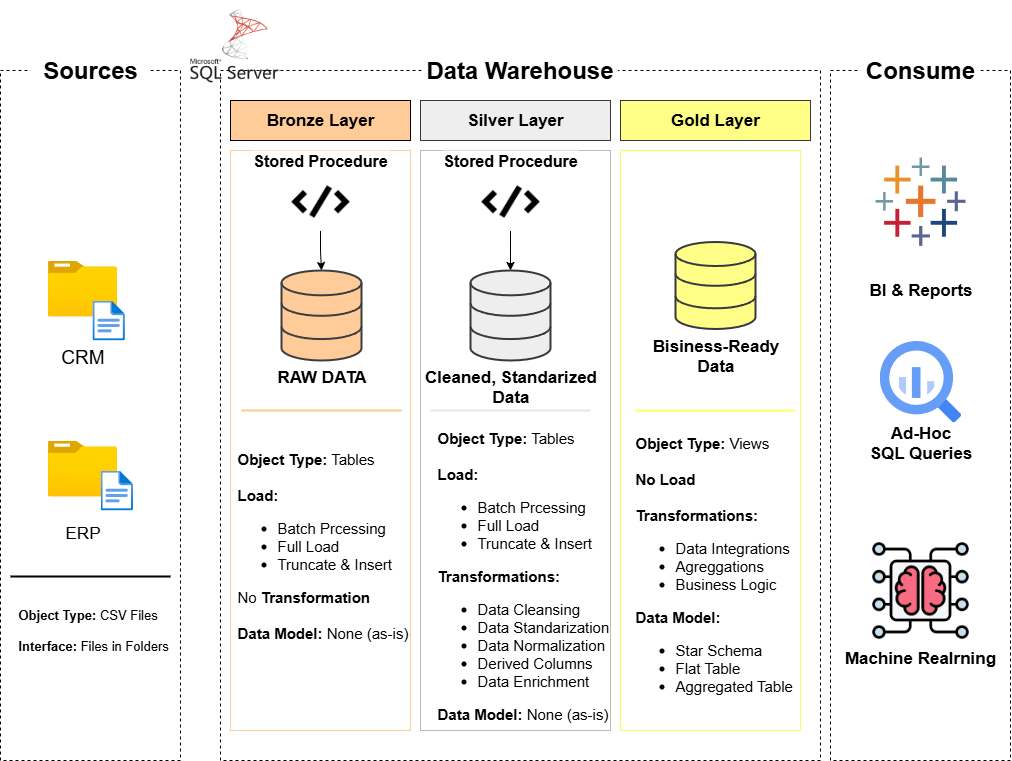 Microsoft®
SQL Server
Sources
Data Warehouse
Consume
CRM
ERP
Object Type: CSV Files
Interface: Files in Folders
Bronze Layer
Stored Procedure
RAW DATA
Object Type: Tables
Load:
• Batch Prcessing
• Full Load
• Truncate & Insert
No Transformation
Data Model: None (as-is)
Silver Layer
Stored Procedure
Cleaned, Standarized
Data
Object Type: Tables
Load:
• Batch Prcessing
• Full Load
• Truncate & Insert
Transformations:
• Data Cleansing
• Data Standarization
• Data Normalization
• Derived Columns
• Data Enrichment
Data Model: None (as-is)
Gold Layer
Bisiness-Ready
Data
Object Type: Views
No Load
Transformations:
• Data Integrations
• Agreggations
• Business Logic
Data Model:
• Star Schema
• Flat Table
• Aggregated Table
BI & Reports
Ad-Hoc
SQL Queries
Machine Realrning